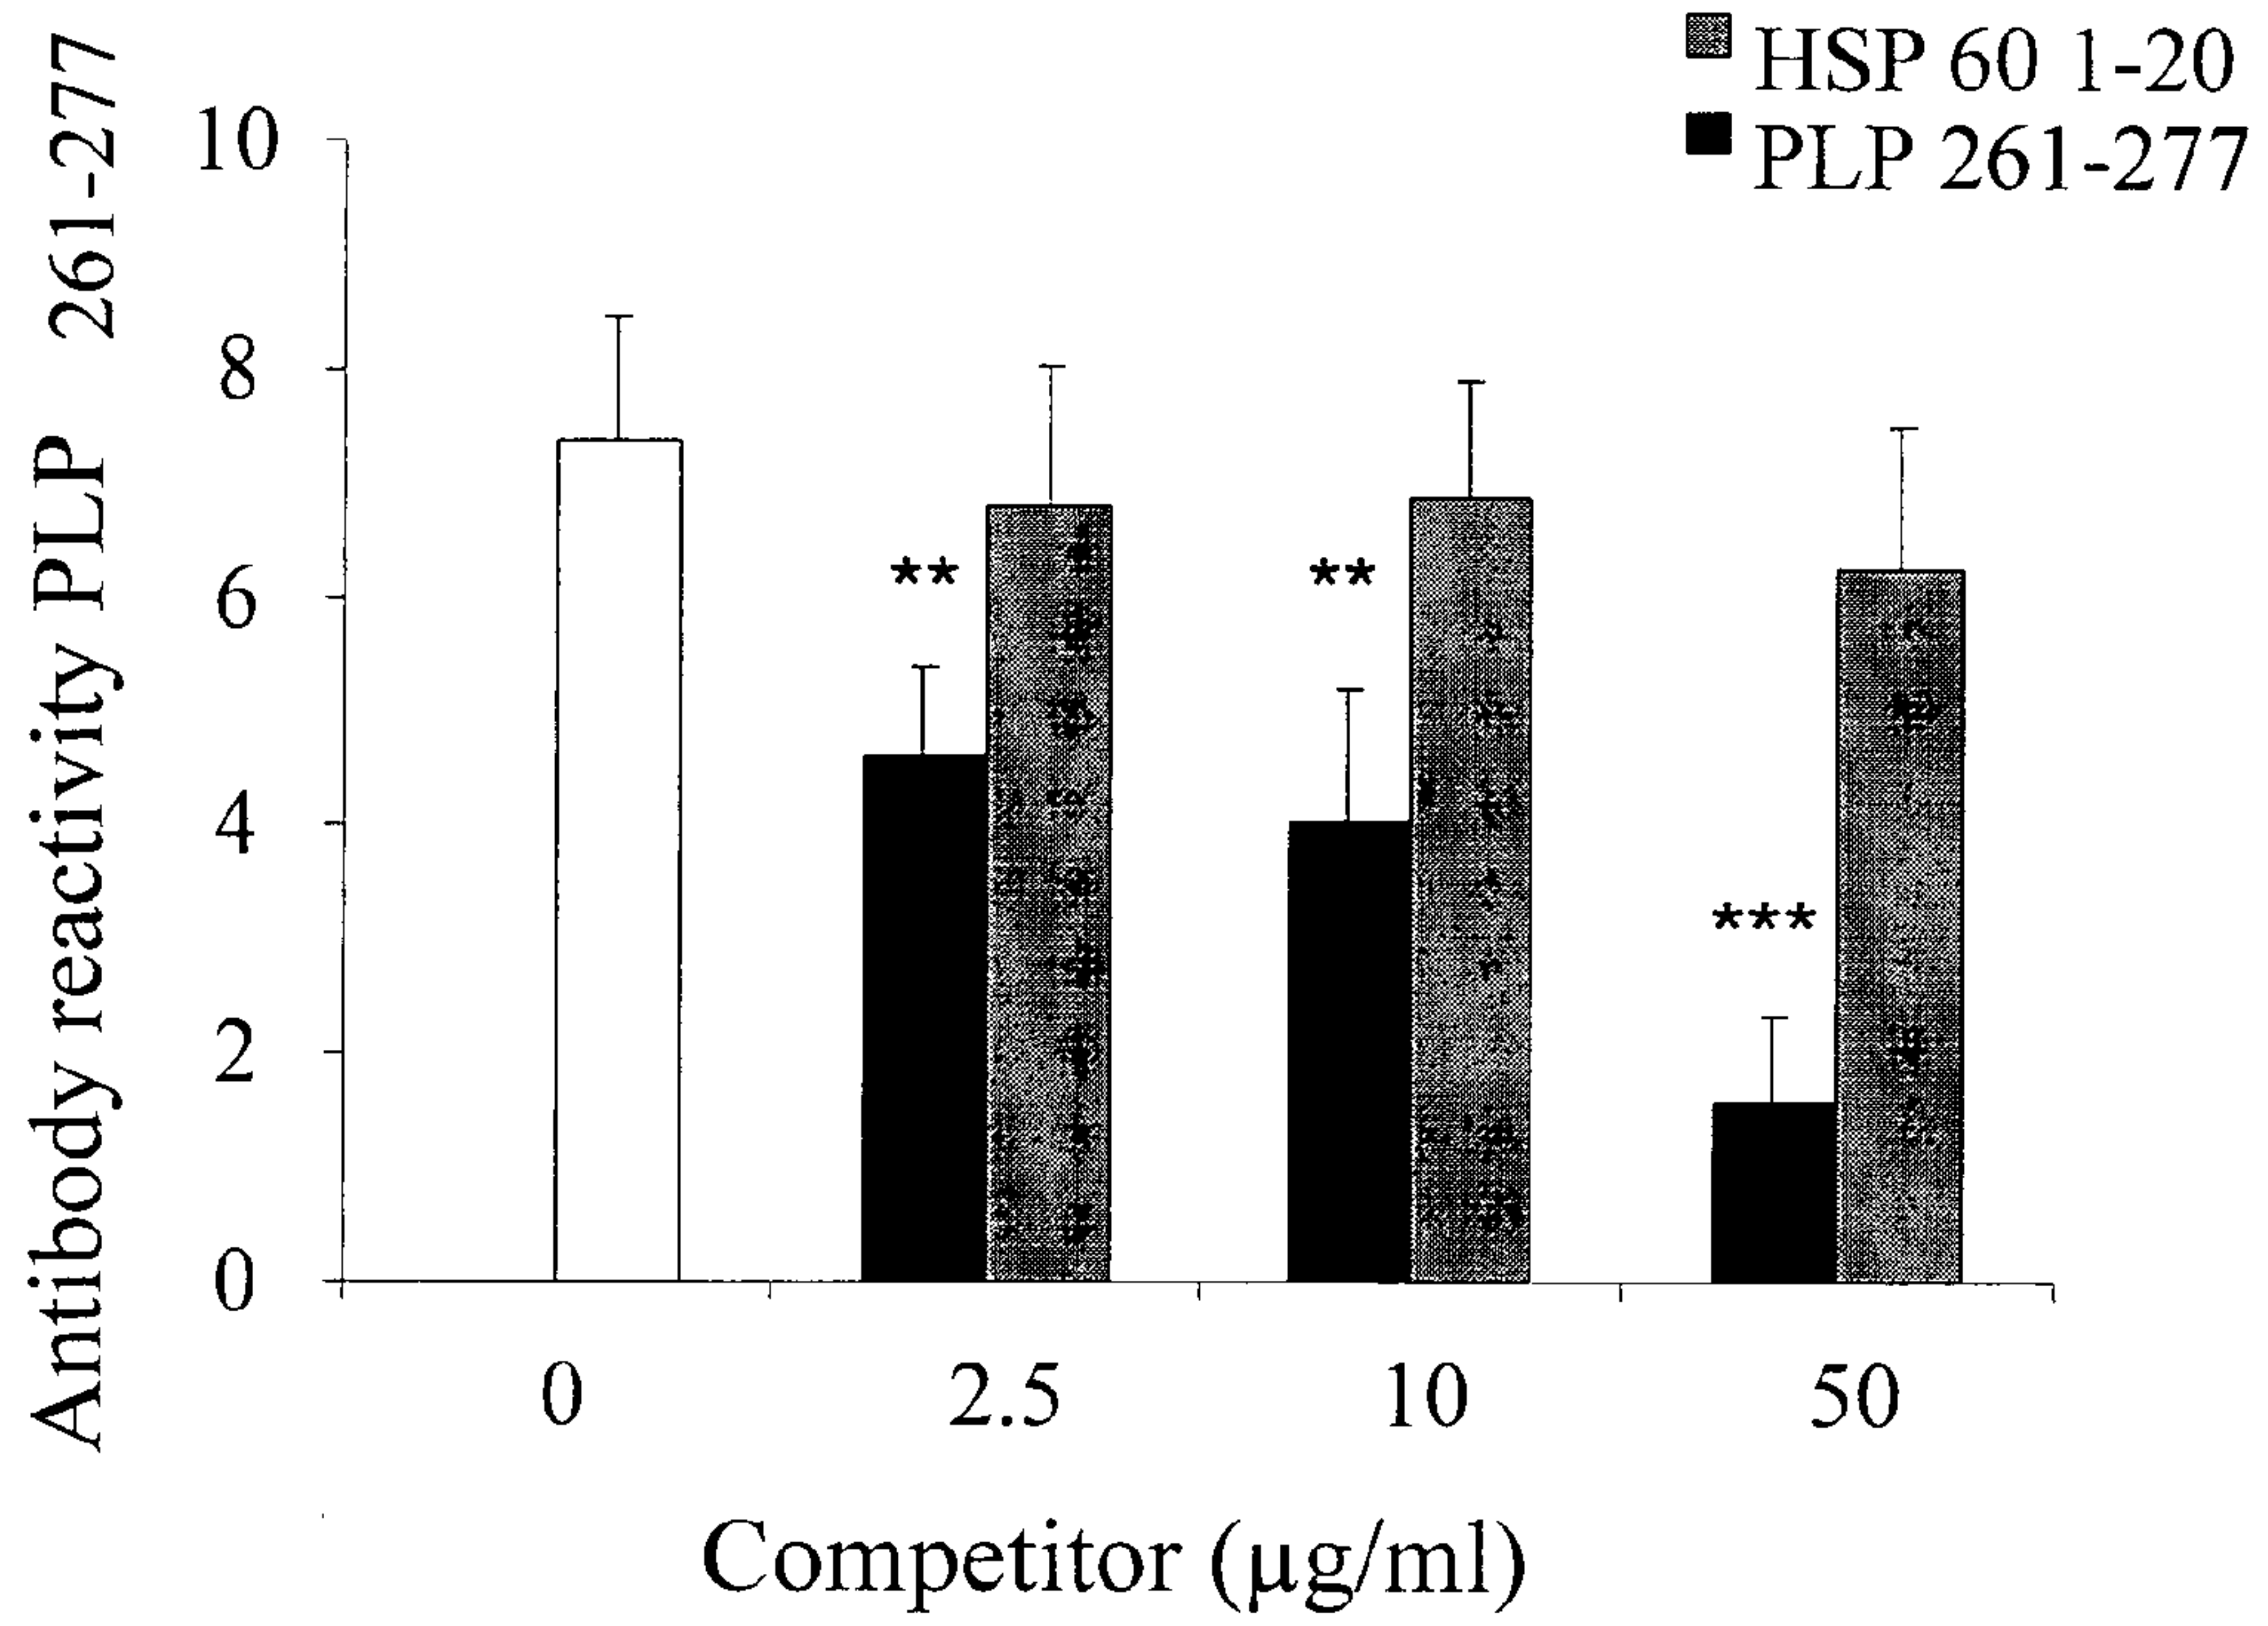 HSP 60 1-20
PLP 261-277
Antibody reactivity PLP 261-277
10
8
6
4
2
0
**
**
***
0 2.5 10 50
Competitor (µg/ml)